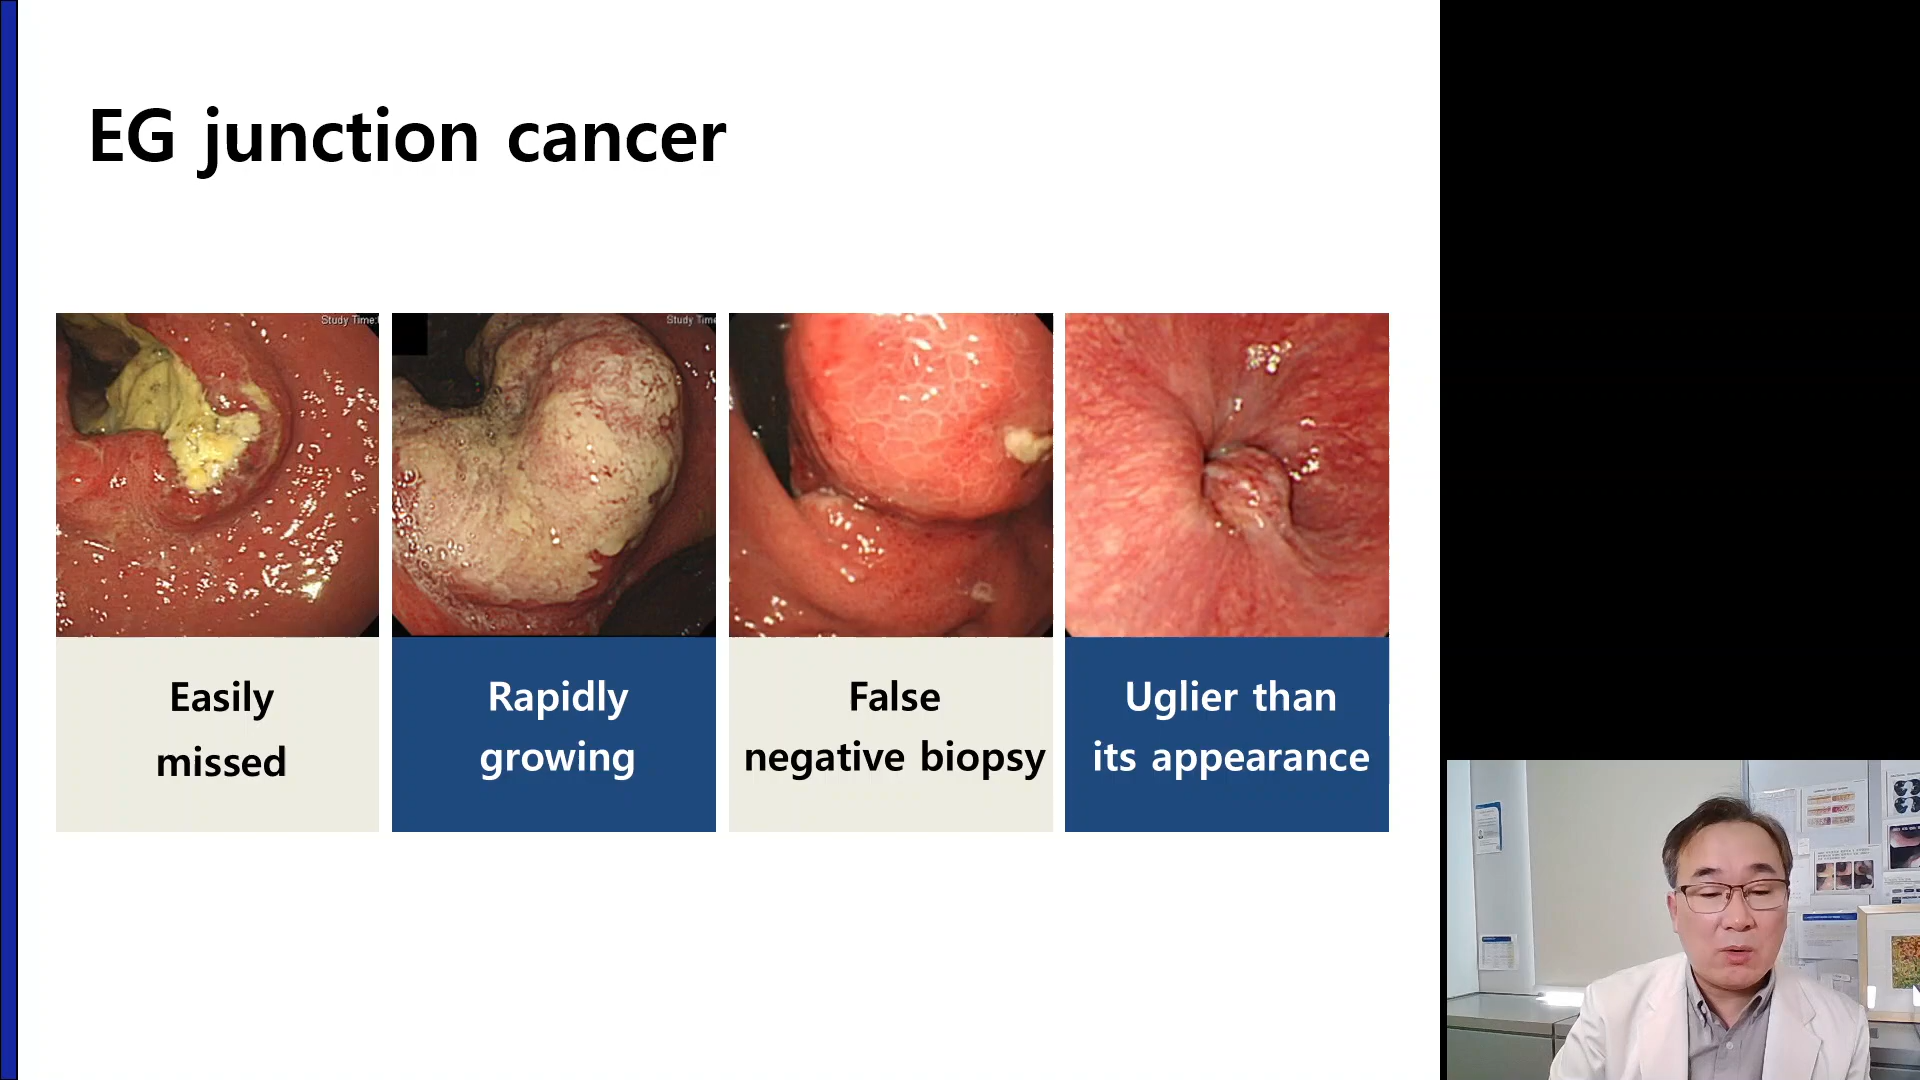 EG junction cancer
Study Time:
Study Time
Easily
missed
Rapidly
growing
False
negative biopsy
Uglier than
its appearance